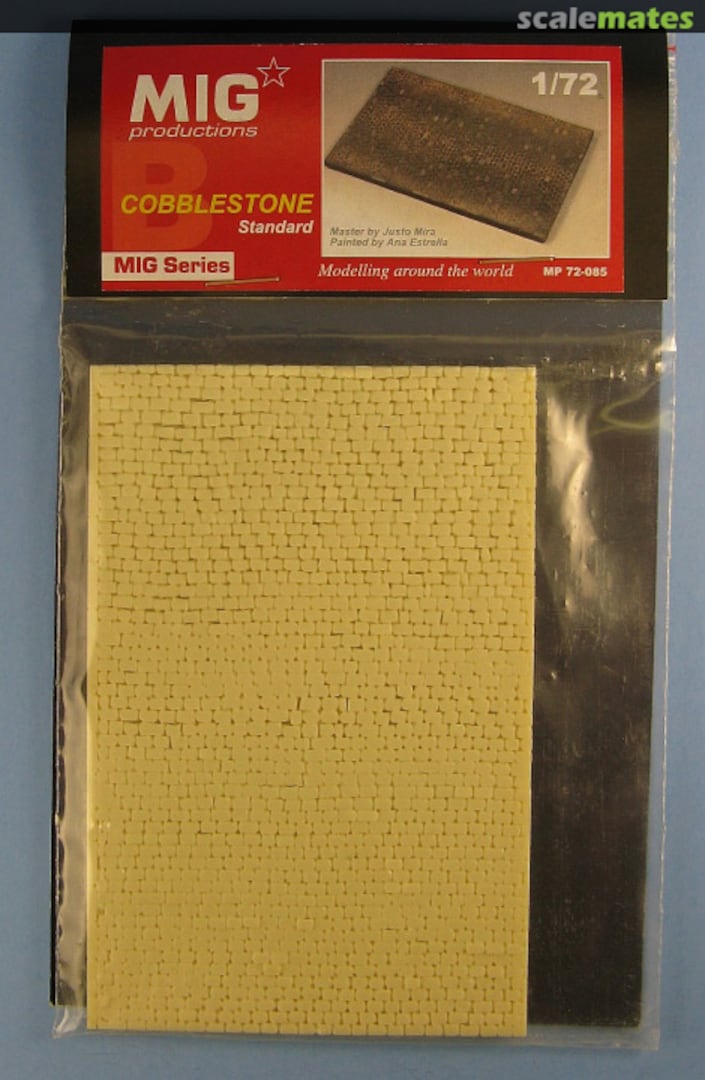 scalemates
MIG
productions
1/72
B
COBBLESTONE
Standard
Master by Justo Mira
Painted by Ana Estrella
MIG Series
Modelling around the world
MP 72-085